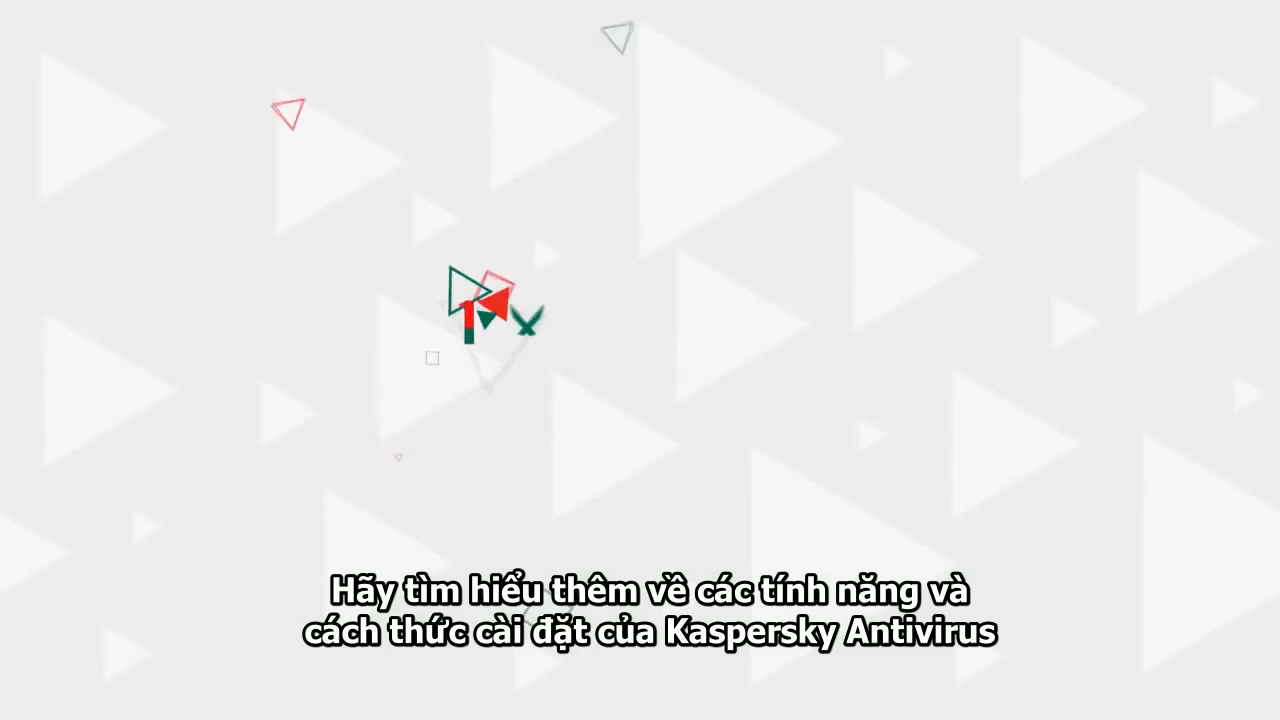 Hãy tìm hiểu thêm về các tính năng và
cách thức cài đặt của Kaspersky Antivirus